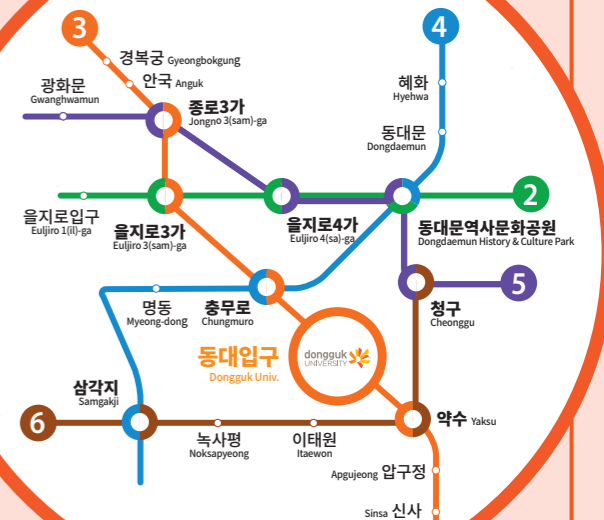 3
4
경복궁 Gyeongbokgung
안국 Anguk
광화문
Gwanghwamun
종로3가
Jongno 3(sam)-ga
혜화
Hyehwa
동대문
Dongdaemun
2
을지로입구
Euljiro 1(il)-ga
을지로3가
Euljiro 3(sam)-ga
을지로4가
Euljiro 4(sa)-ga
동대문역사문화공원
Dongdaemun History & Culture Park
5
명동
Myeong-dong
충무로
Chungmuro
청구
Cheonggu
동대입구
Dongguk Univ.
dongguk
UNIVERSITY
삼각지
Samgakji
6
녹사평
Noksapyeong
이태원
Itaewon
약수 Yaksu
Apgujeong 압구정
Sinsa 신사